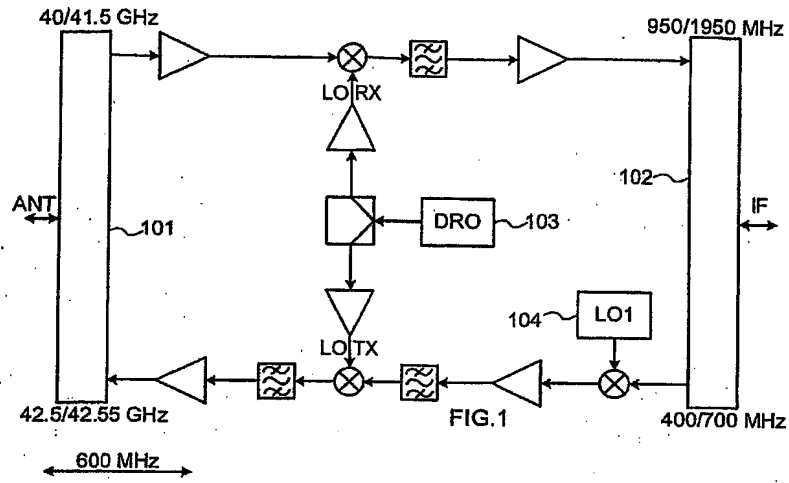 40/41.5 GHz
950/1950 MHz
LO RX
102
ANT
101
DRO
103
IF
104
LO1
LO TX
FIG.1
42.5/42.55 GHz
400/700 MHz
600 MHz